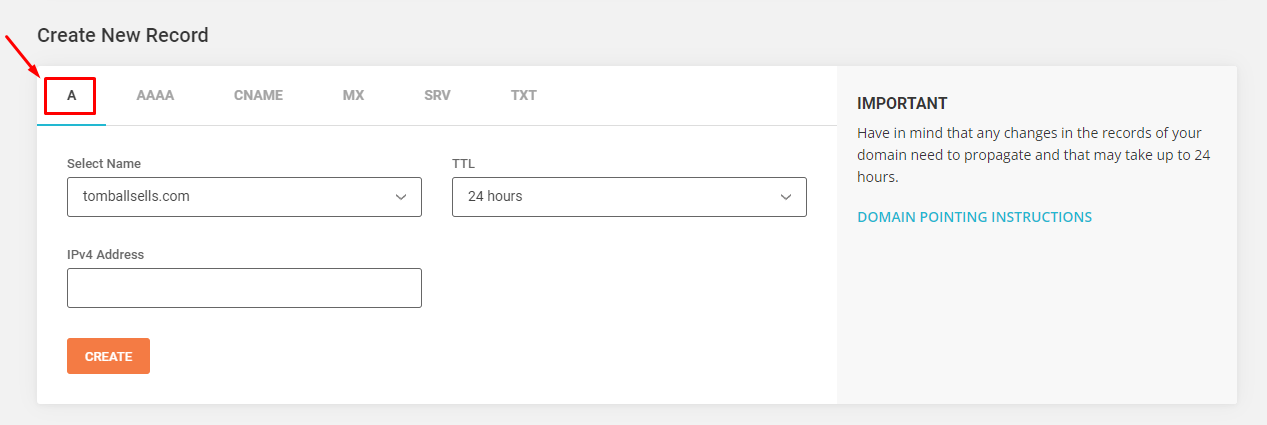 Create New Record
A AAAA CNAME MX SRV TXT
Select Name
tomballsells.com
TTL
24 hours
IPv4 Address
CREATE
IMPORTANT
Have in mind that any changes in the records of your
domain need to propagate and that may take up to 24
hours.
DOMAIN POINTING INSTRUCTIONS